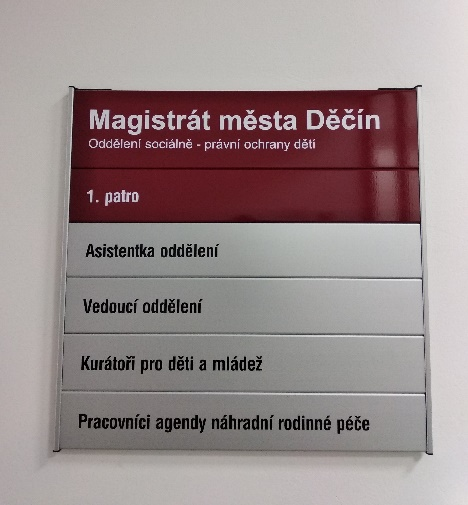 Magistrát města Děčín
Oddělení sociálně - právní ochrany dětí
1. patro
Asistentka oddělení
Vedoucí oddělení
Kurátoři pro děti a mládež
Pracovníci agendy náhradní rodinné péče